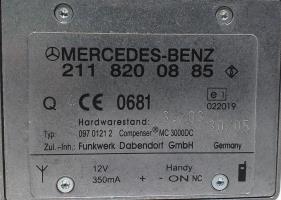 MERCEDES-BENZ
211 820 08 85
Q CE 0681 e1
022019
Hardwarestand:
Typ: 097 0121 2 Compenser® MC 3000DC
Zul.-Inh.: Funkwerk Dabendorf GmbH Germany
12V Handy
350mA + - ON NC